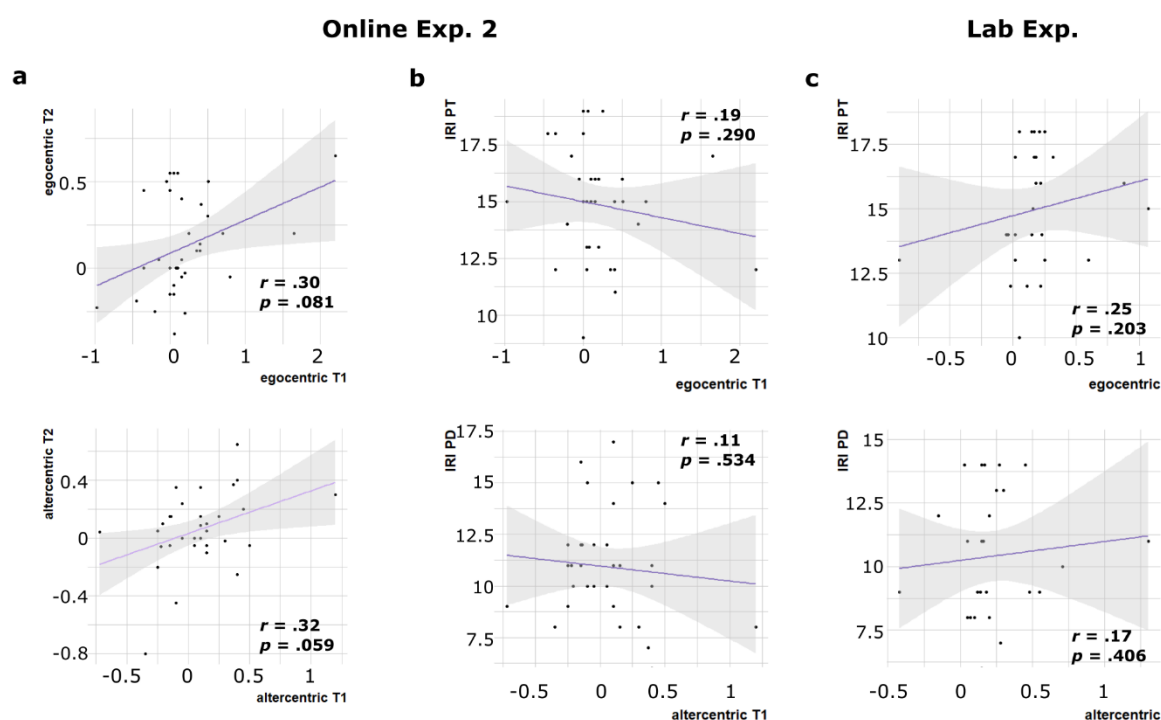 Online Exp. 2
Lab Exp.
a
egocentric T2
0.5
0
r = .30
p = .081
-1
0
1
2
egocentric T1
b
IRI PT
17.5
15
12.5
10
r = .19
p = .290
-1
0
1
2
egocentric T1
c
IRI PT
17.5
15
12.5
10
r = .25
p = .203
-0.5
0
0.5
1
egocentric
altercentric T2
0.4
0
-0.4
-0.8
r = .32
p = .059
-0.5
0
0.5
1
altercentric T1
IRI PD
17.5
15
12.5
10
7.5
r = .11
p = .534
-0.5
0
0.5
1
altercentric T1
IRI PD
15
12.5
10
7.5
r = .17
p = .406
-0.5
0
0.5
1
altercentric